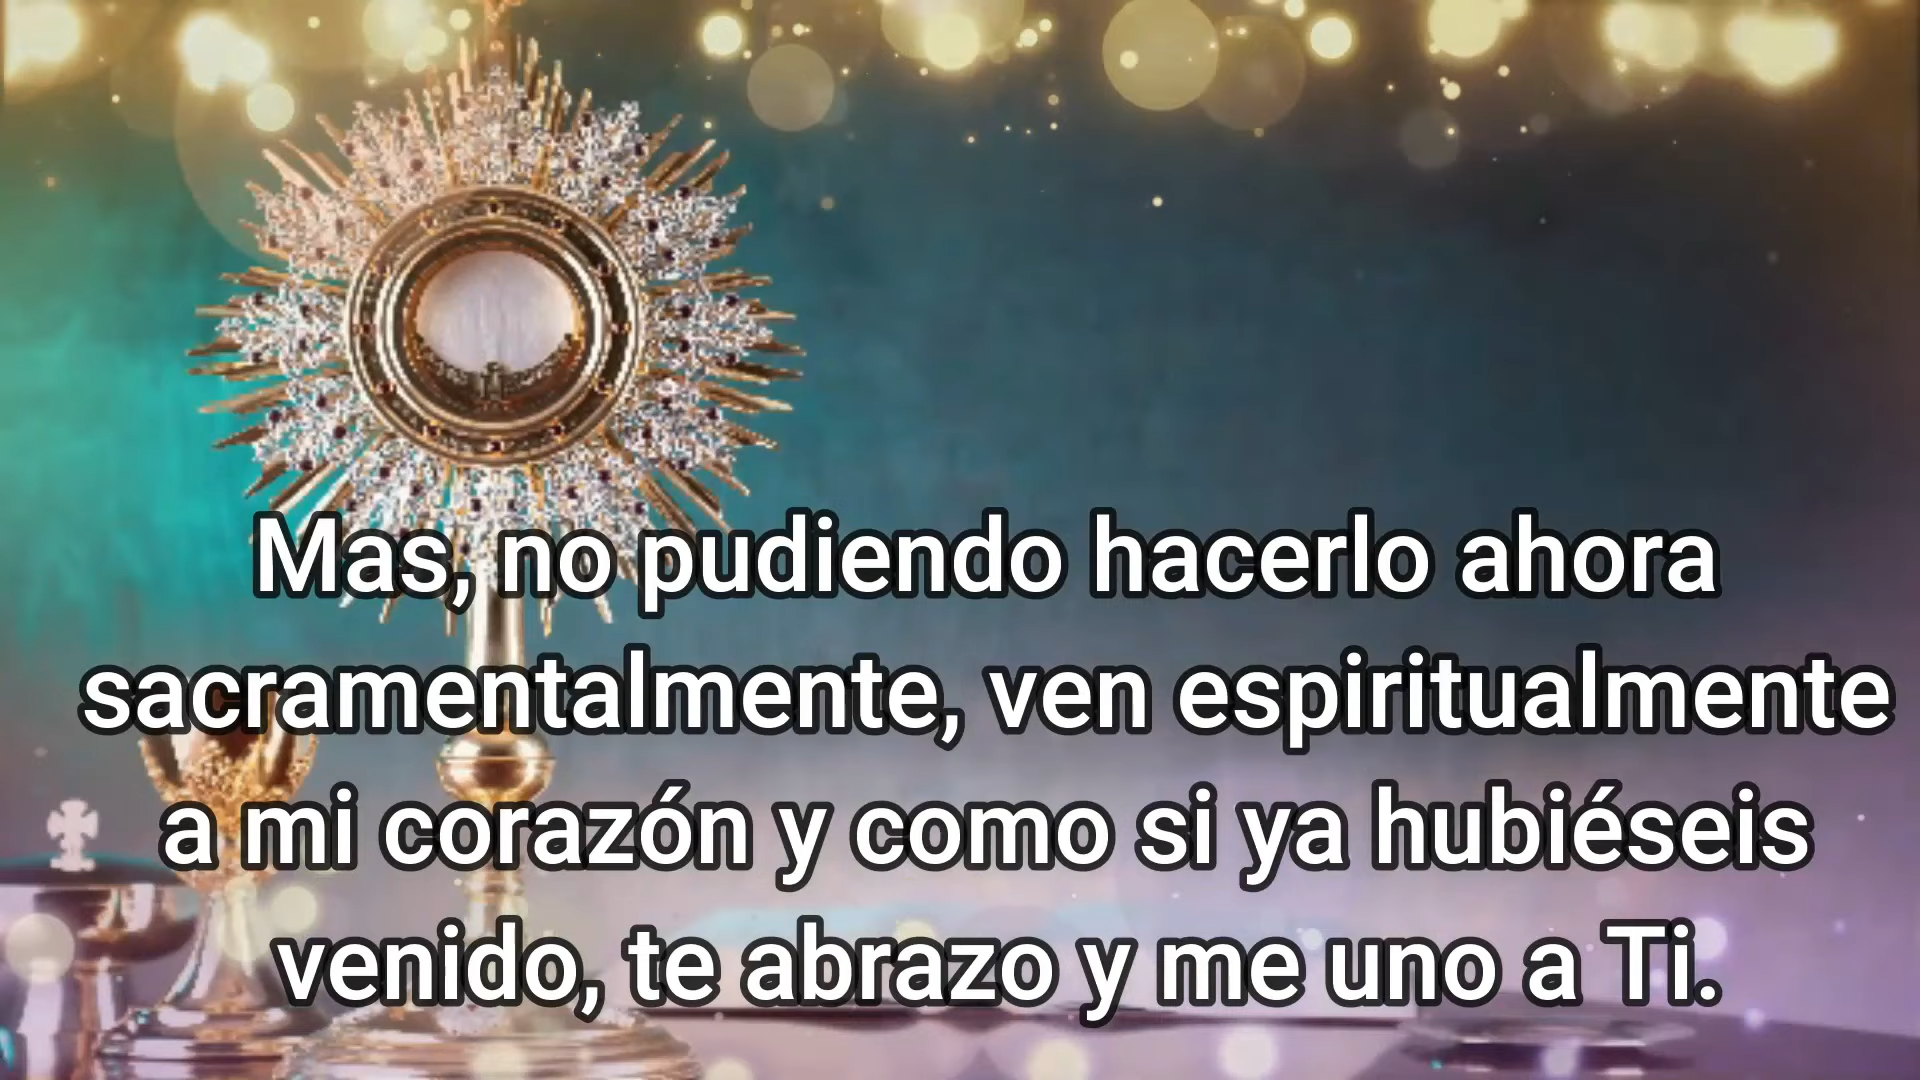 Mas, no pudiendo hacerlo ahora
sacramentalmente, ven espiritualmente
a mi corazón y como si ya hubiéseis
venido, te abrazo y me uno a Ti.